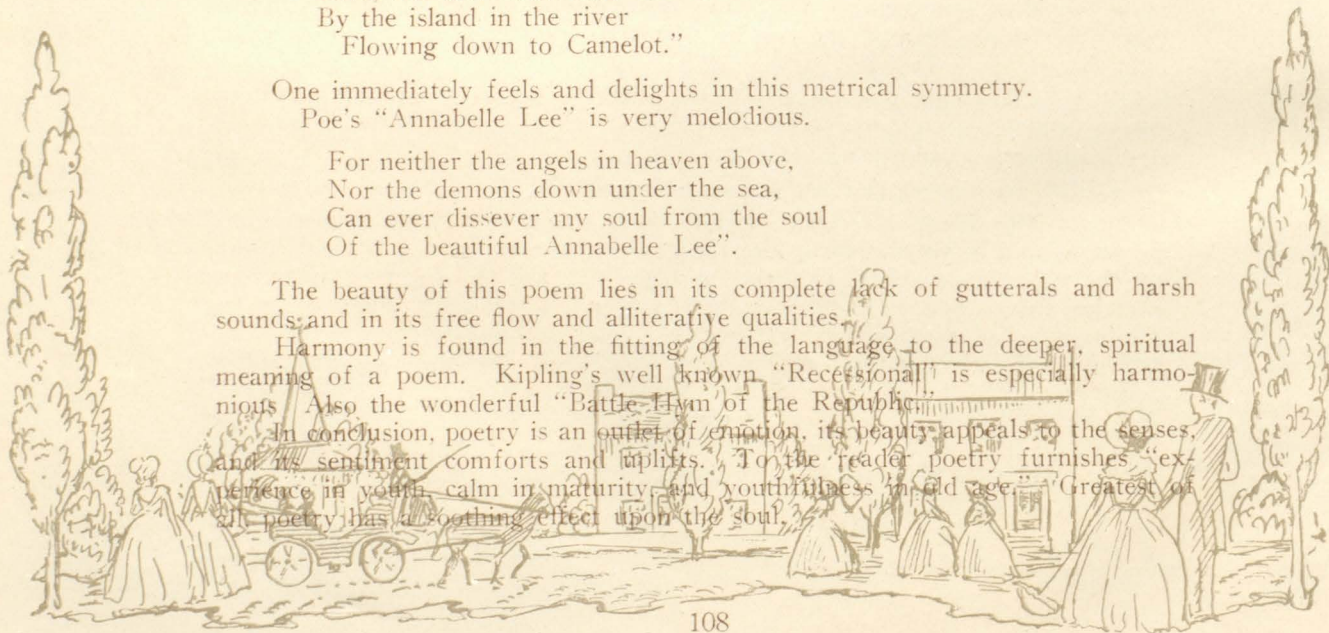 By the island in the river
Flowing down to Camelot."
One immediately feels and delights in this metrical symmetry.
Poe's "Annabelle Lee" is very melodious.
For neither the angels in heaven above,
Nor the demons down under the sea,
Can ever dissever my soul from the soul
Of the beautiful Annabelle Lee".
The beauty of this poem lies in its complete lack of gutterals and harsh
sounds and in its free flow and alliterative qualities.
Harmony is found in the fitting of the language to the deeper, spiritual
meaning of a poem. Kipling's well known "Recessional" is especially harmo-
nious Also the wonderful "Battle Hym of the Republic."
In conclusion, poetry is an outlet of emotion, its beauty appeals to the senses,
and its sentiment comforts and uplifts. To the reader poetry furnishes "ex-
perience in youth, calm in maturity, and youthfulness in old age." Greatest of
all, poetry has a soothing effect upon the soul.
108